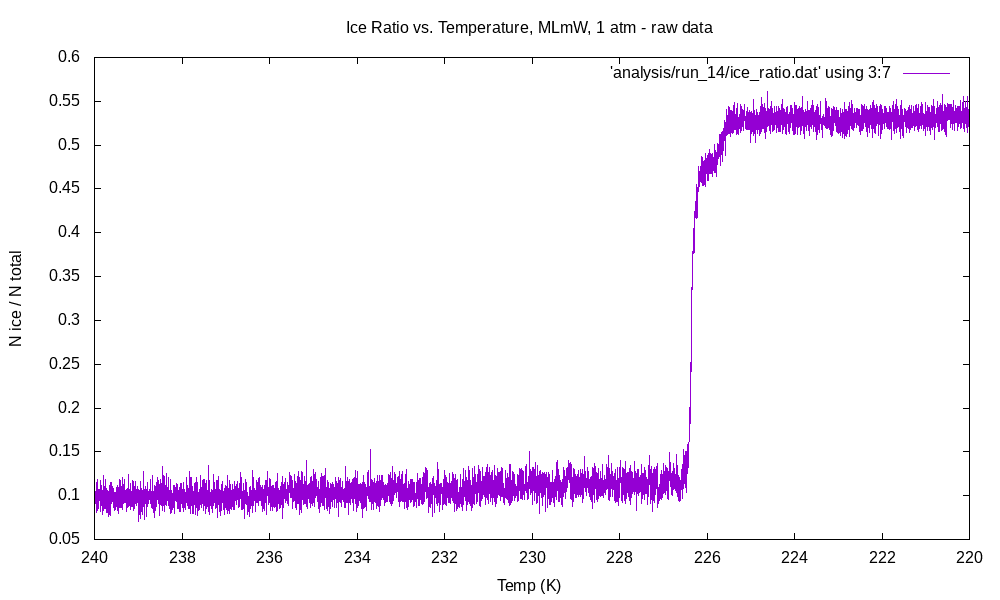 Ice Ratio vs. Temperature, MLmW, 1 atm - raw data
'analysis/run_14/ice_ratio.dat' using 3:7
0.6
0.55
0.5
0.45
0.4
0.35
0.3
0.25
0.2
0.15
0.1
0.05
N ice / N total
240 238 236 234 232 230 228 226 224 222 220
Temp (K)